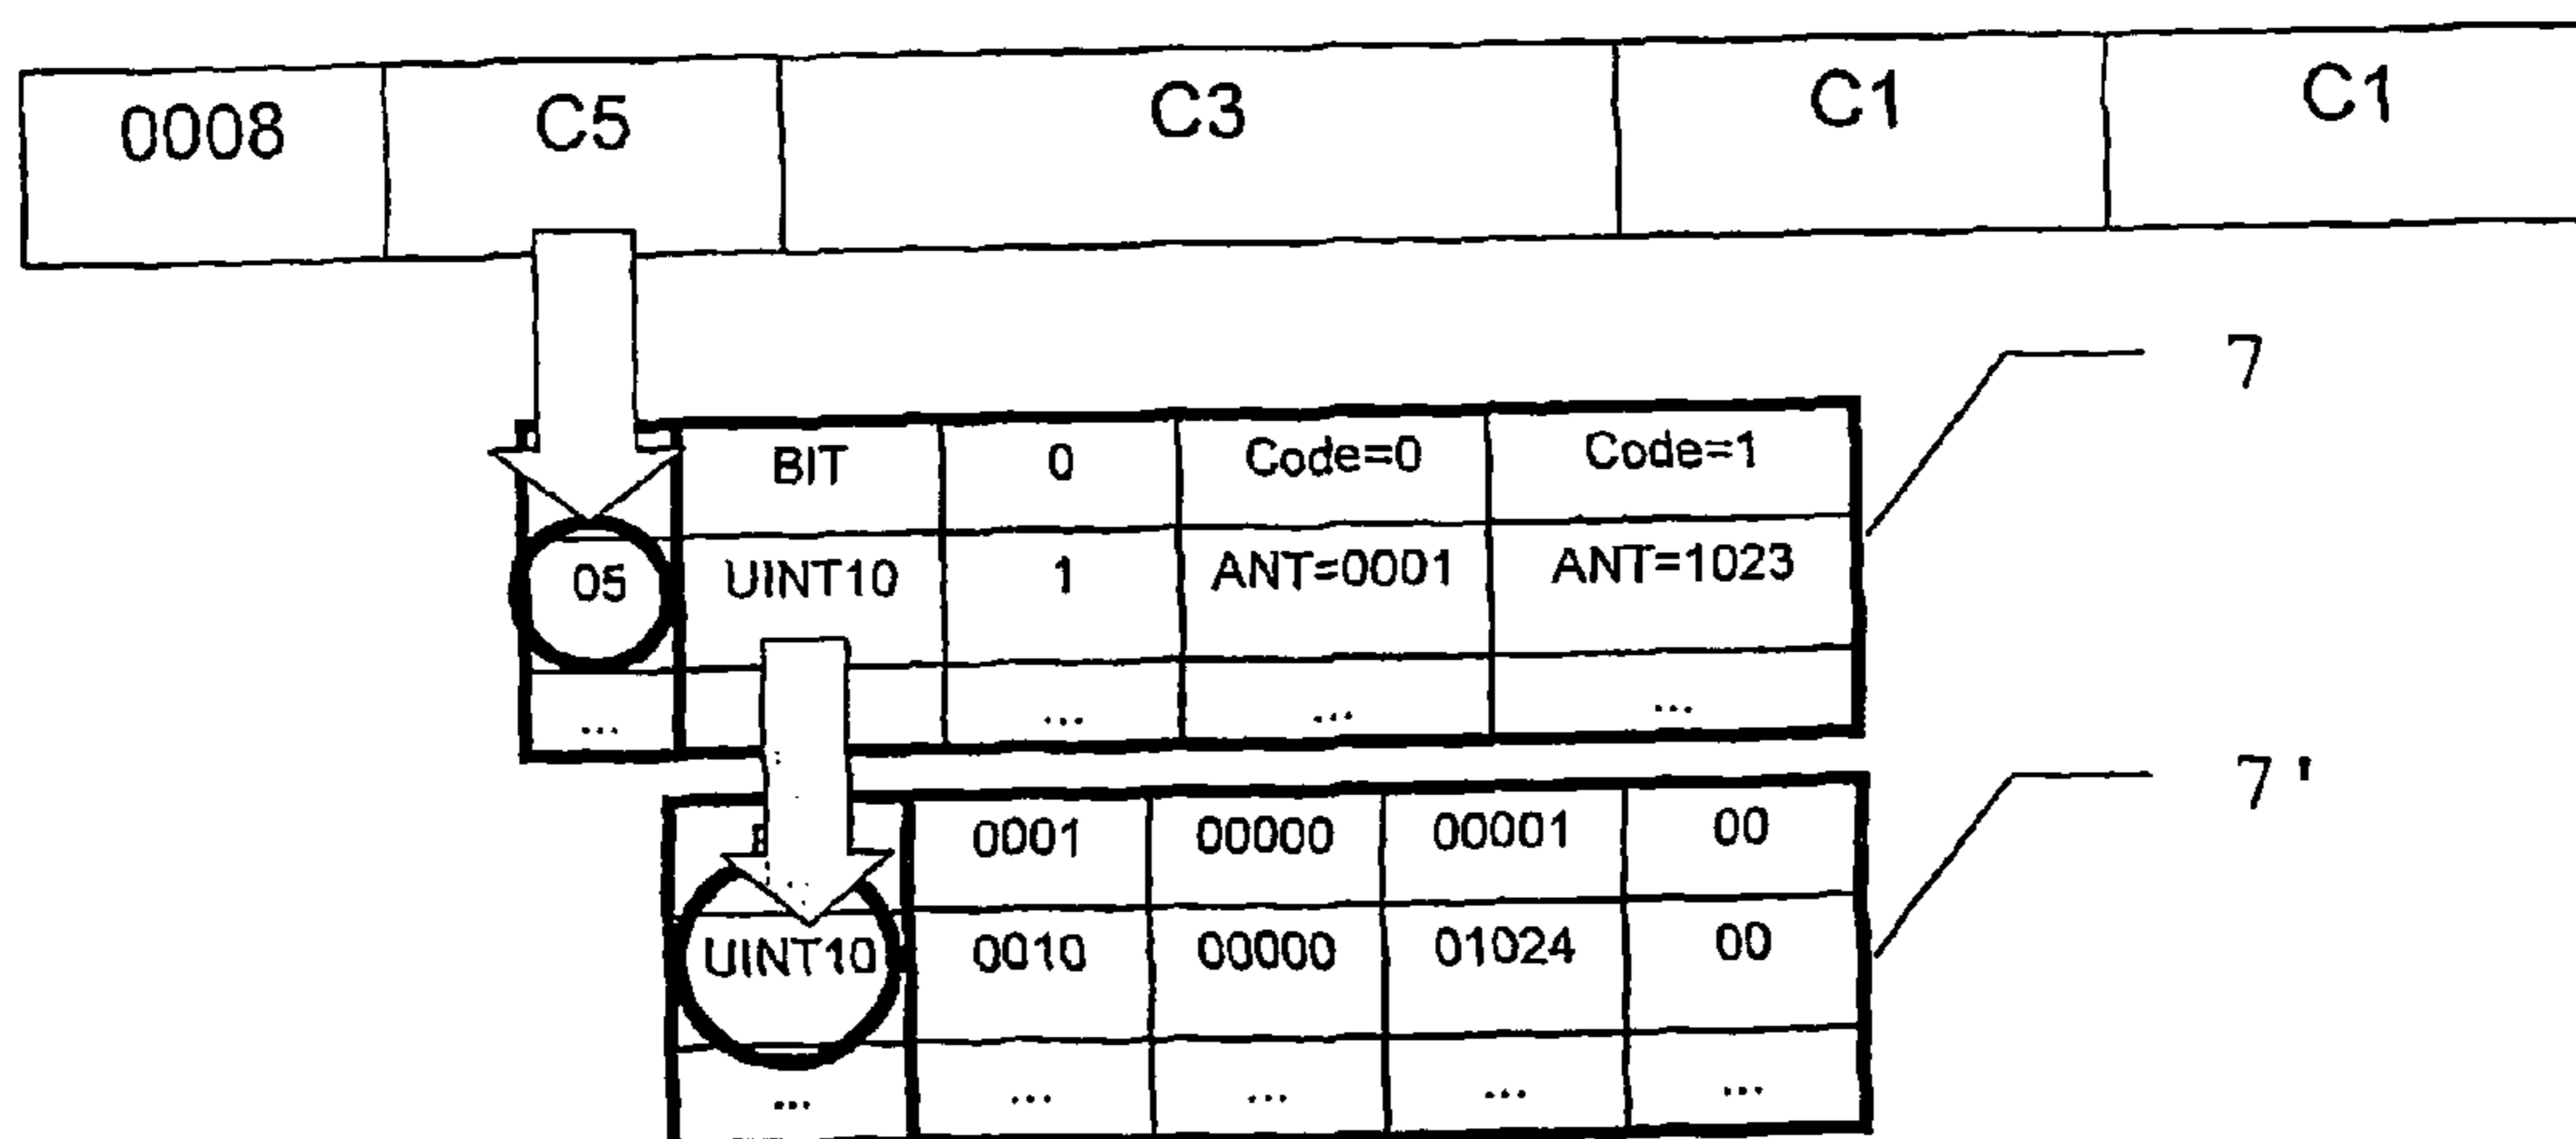 0008 C5 C3 C1 C1
7
BIT 0 Code=0 Code=1
05 UINT10 1 ANT=0001 ANT=1023
... ... ... ...
7'
0001 00000 00001 00
UINT10 0010 00000 01024 00
... ... ... ... ...